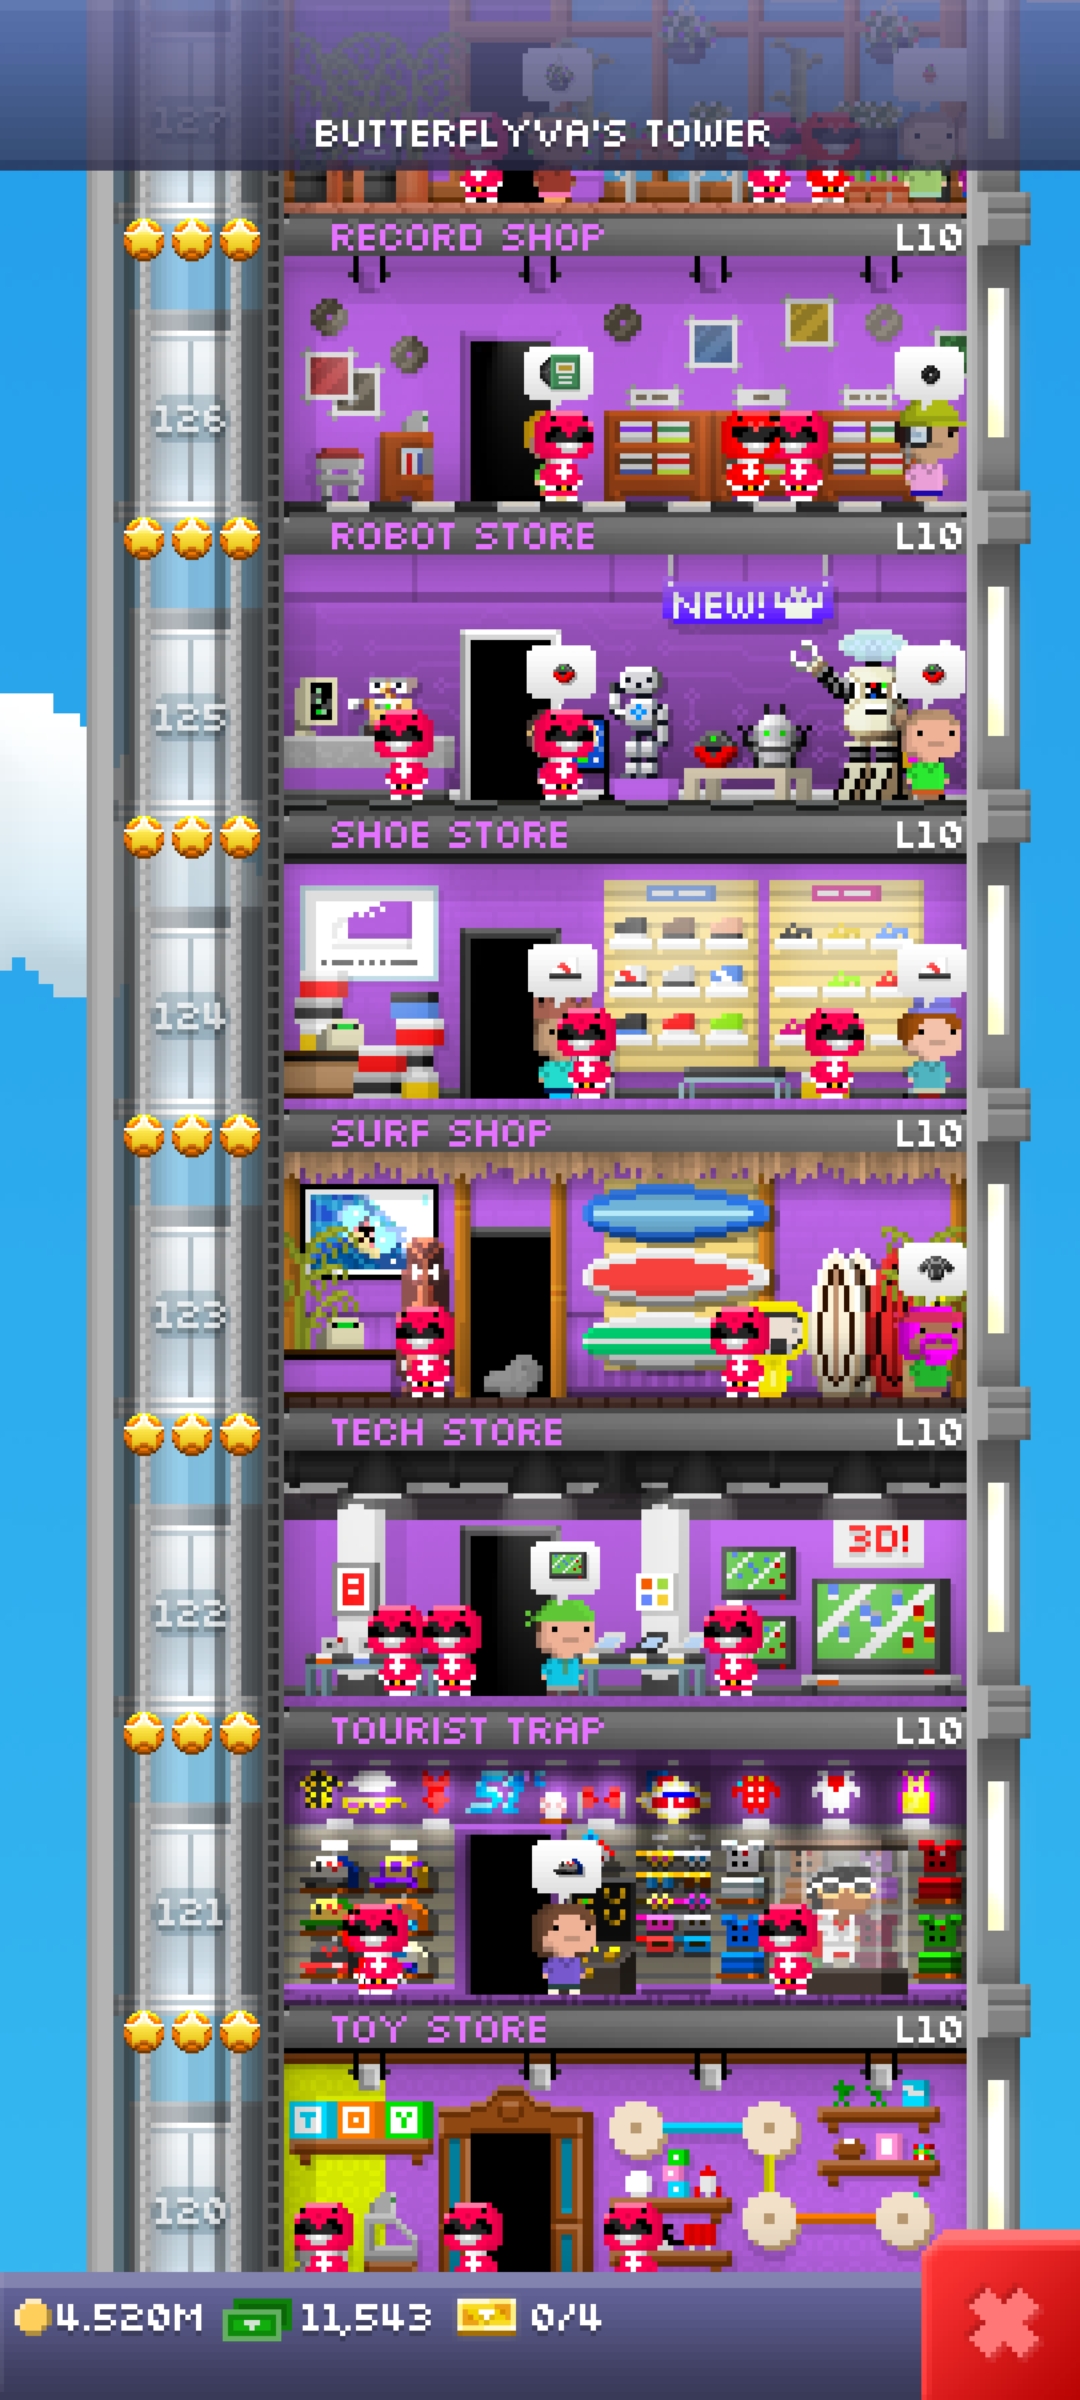 127
BUTTERFLYVA'S TOWER
RECORD SHOP L10
126
ROBOT STORE L10
NEW!
125
SHOE STORE L10
124
SURF SHOP L10
123
TECH STORE L10
3D!
8
122
TOURIST TRAP L10
121
TOY STORE L10
TOY
120
4.520M 11,543 0/4